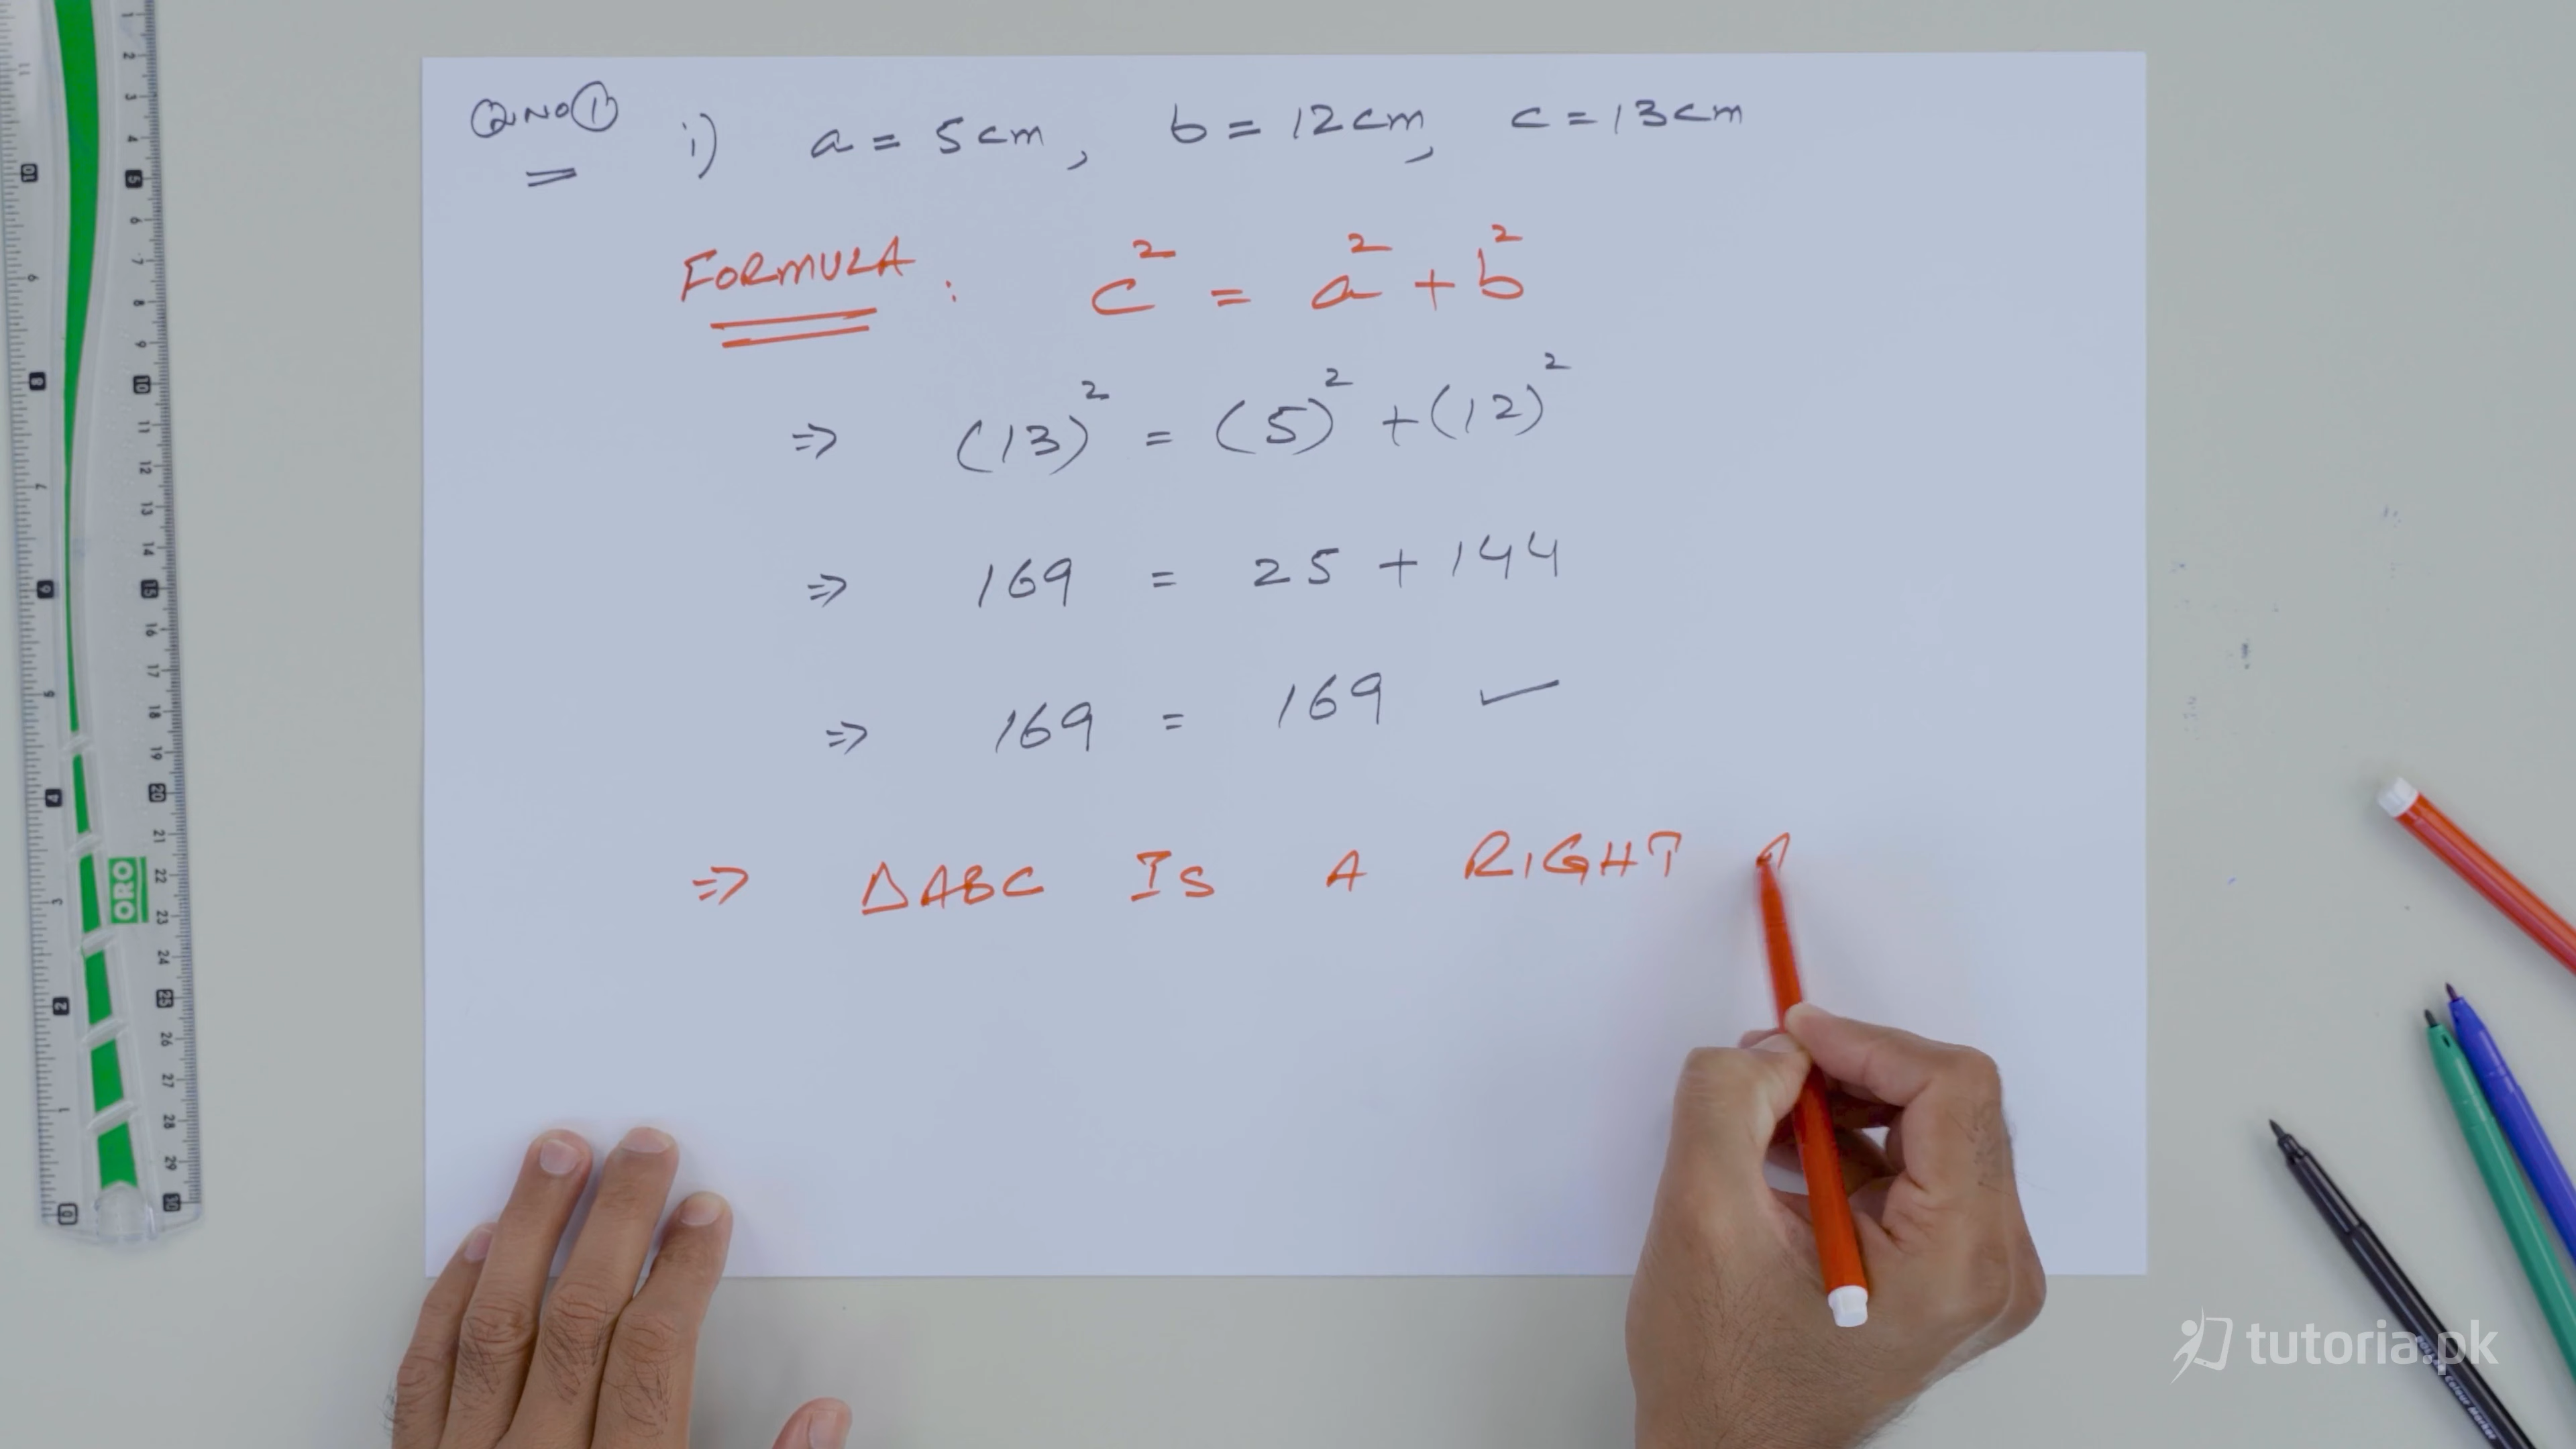 Q NO 1 i) a = 5cm, b = 12cm, c = 13cm
FORMULA : c² = a² + b²
⇒ (13)² = (5)² + (12)²
⇒ 169 = 25 + 144
⇒ 169 = 169 ✓
⇒ ΔABC IS A RIGHT A
ORO
tutoria.pk